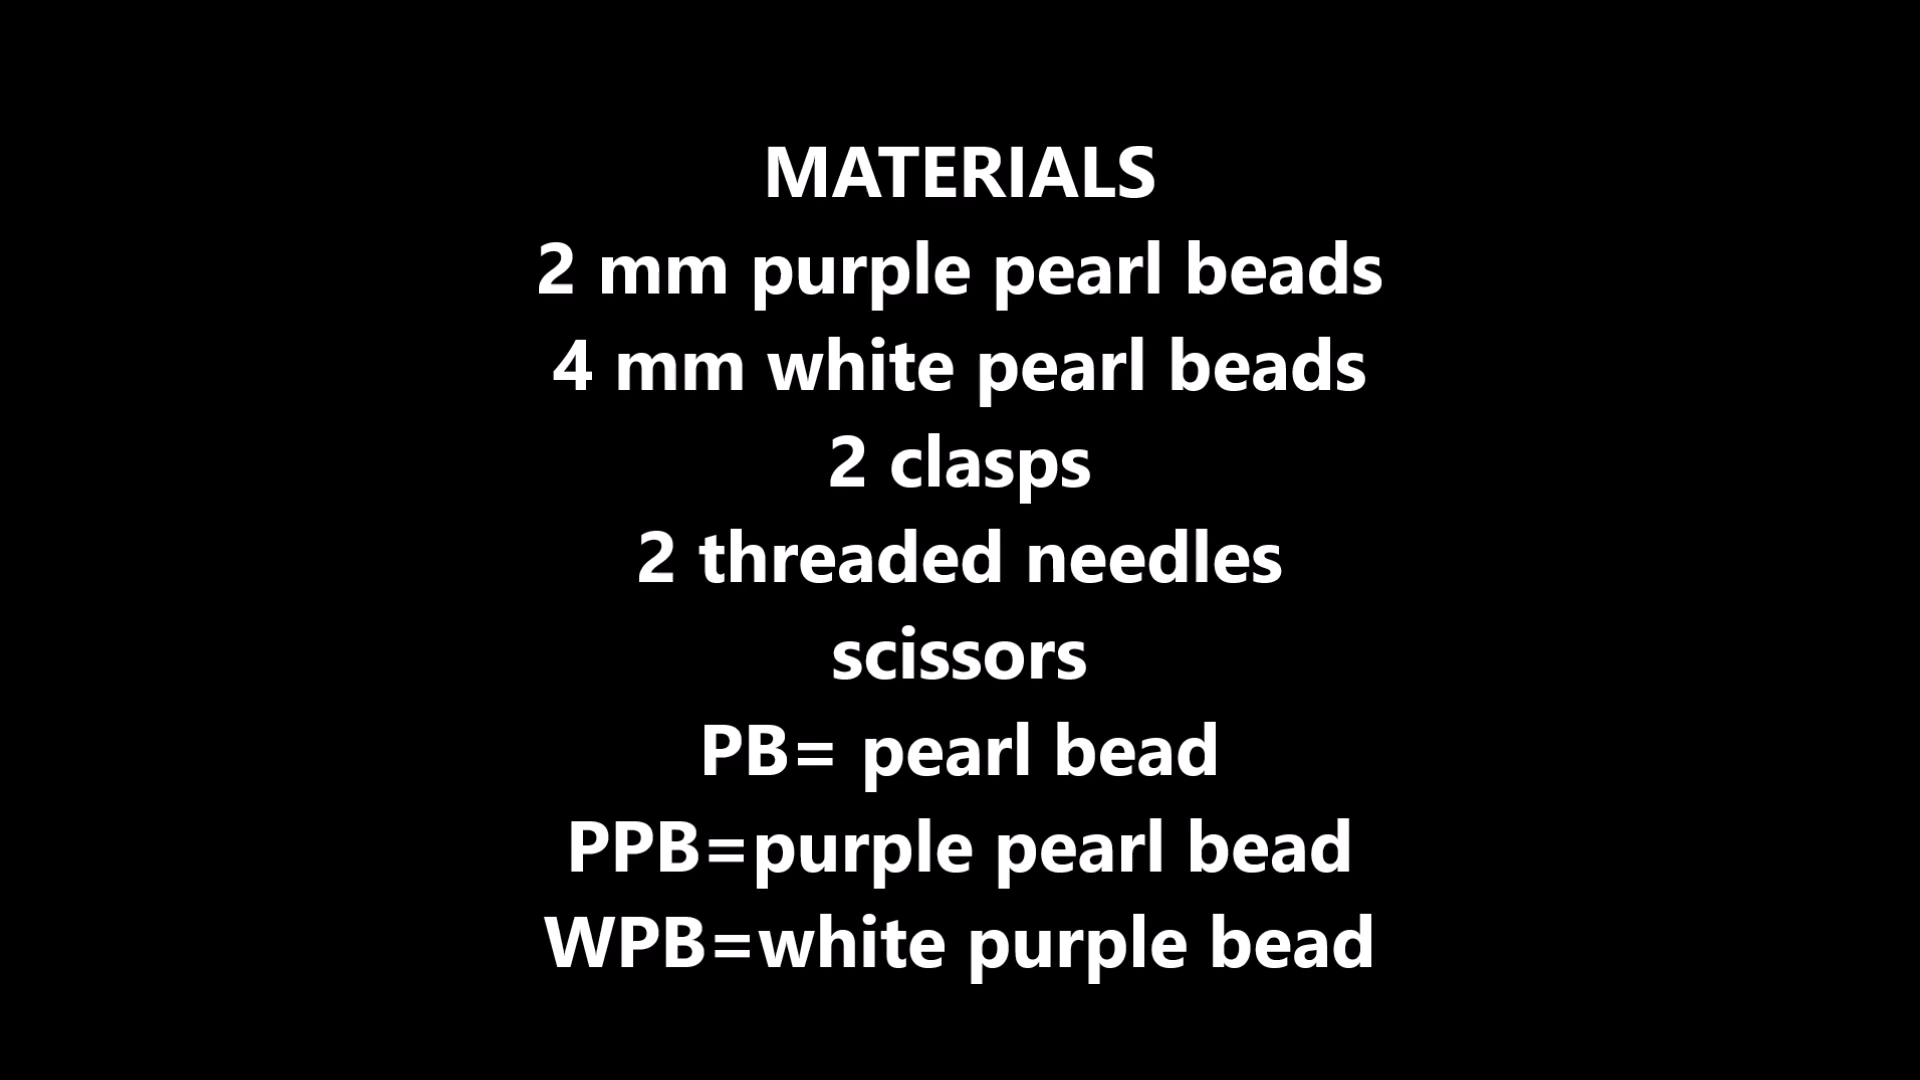 MATERIALS
2 mm purple pearl beads
4 mm white pearl beads
2 clasps
2 threaded needles
scissors
PB= pearl bead
PPB=purple pearl bead
WPB=white purple bead